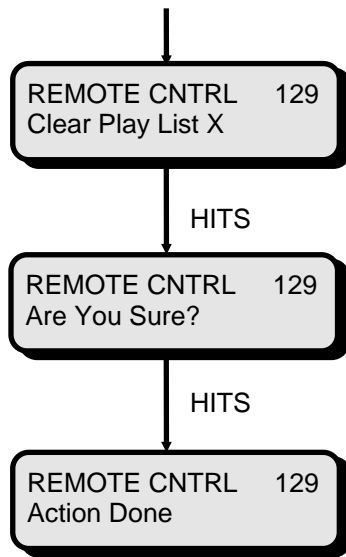 REMOTE CNTRL 129
Clear Play List X
HITS
REMOTE CNTRL 129
Are You Sure?
HITS
REMOTE CNTRL 129
Action Done